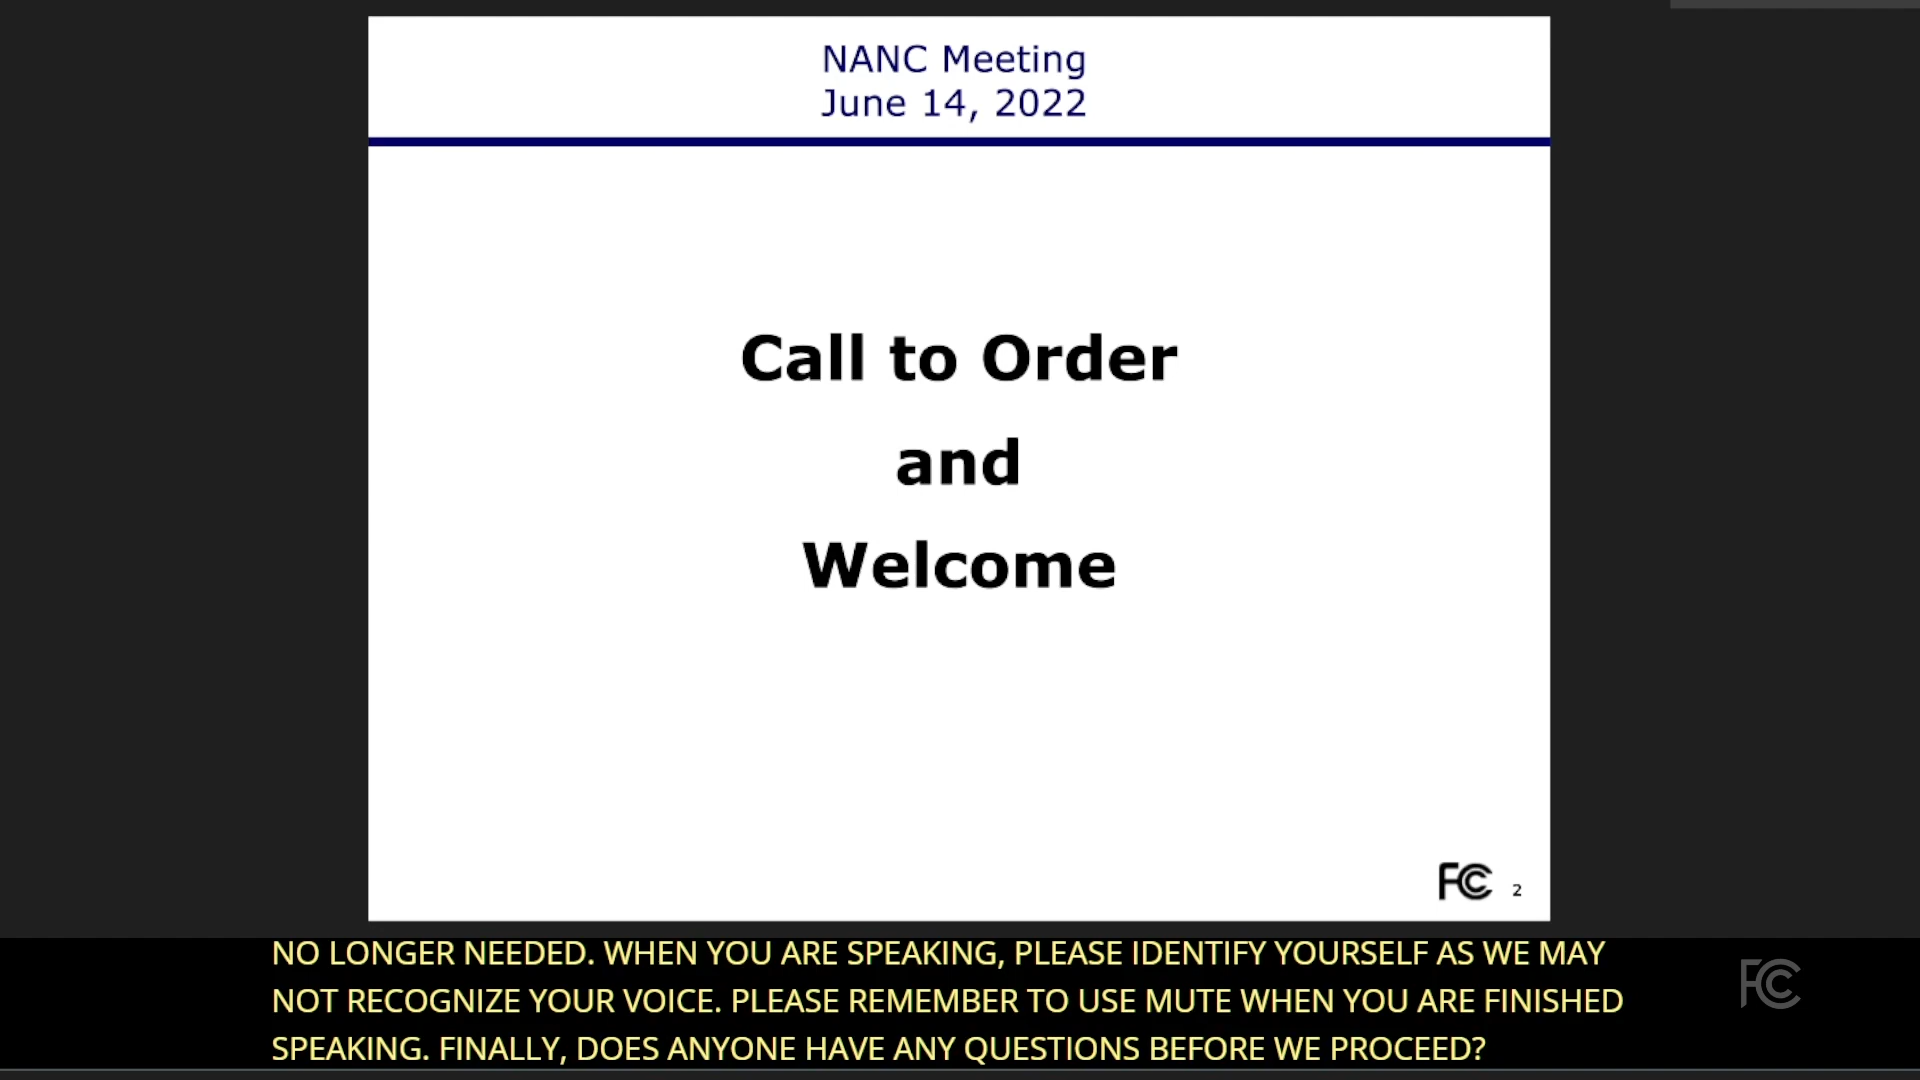 NANC Meeting
June 14, 2022
Call to Order
and
Welcome
FCC 2
NO LONGER NEEDED. WHEN YOU ARE SPEAKING, PLEASE IDENTIFY YOURSELF AS WE MAY
NOT RECOGNIZE YOUR VOICE. PLEASE REMEMBER TO USE MUTE WHEN YOU ARE FINISHED
SPEAKING. FINALLY, DOES ANYONE HAVE ANY QUESTIONS BEFORE WE PROCEED?
FCC